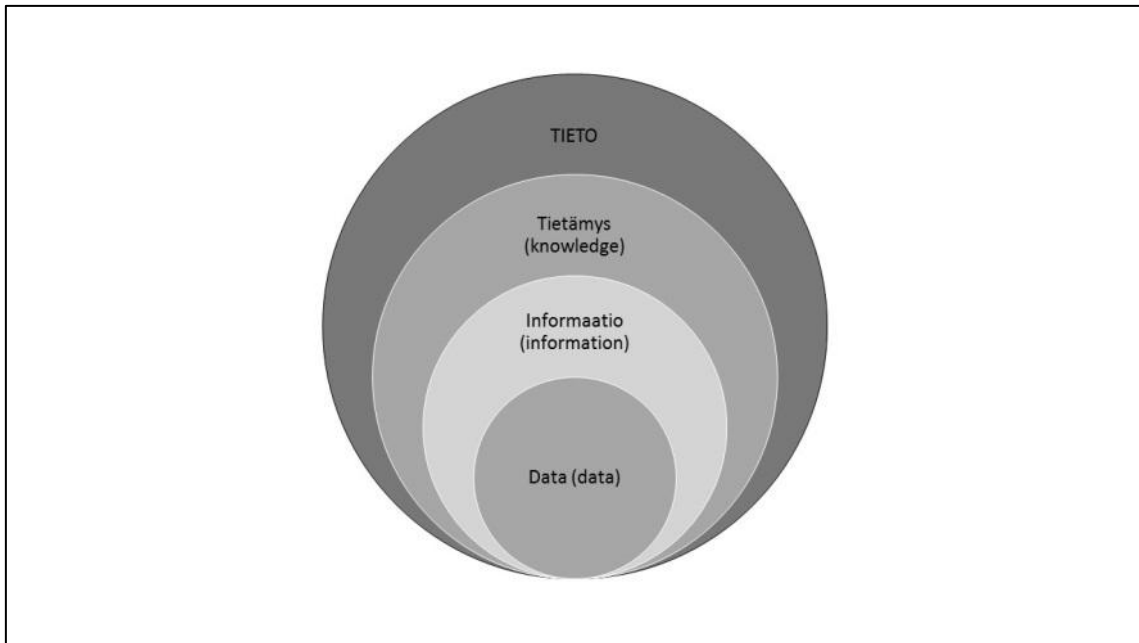 TIETO
Tietämys
(knowledge)
Informaatio
(information)
Data (data)